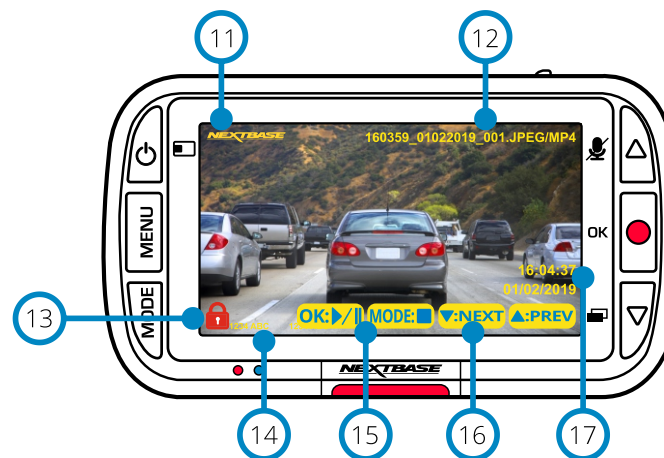 11
12
NEXTBASE
160359_01022019_001.JPEG/MP4
MENU
OK
16:04:37
01/02/2019
MODE
13
OK:▶/‖ MODE:■ ▼:NEXT ▲:PREV
NEXTBASE
14
15
16
17